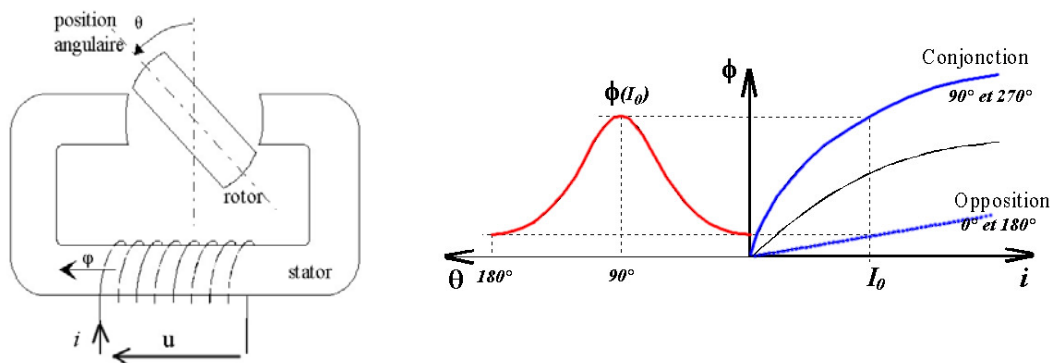 position
angulaire
θ
rotor
stator
φ
i
u
ϕ
ϕ(I₀)
Conjonction
90° et 270°
Opposition
0° et 180°
θ 180° 90°
I₀
i